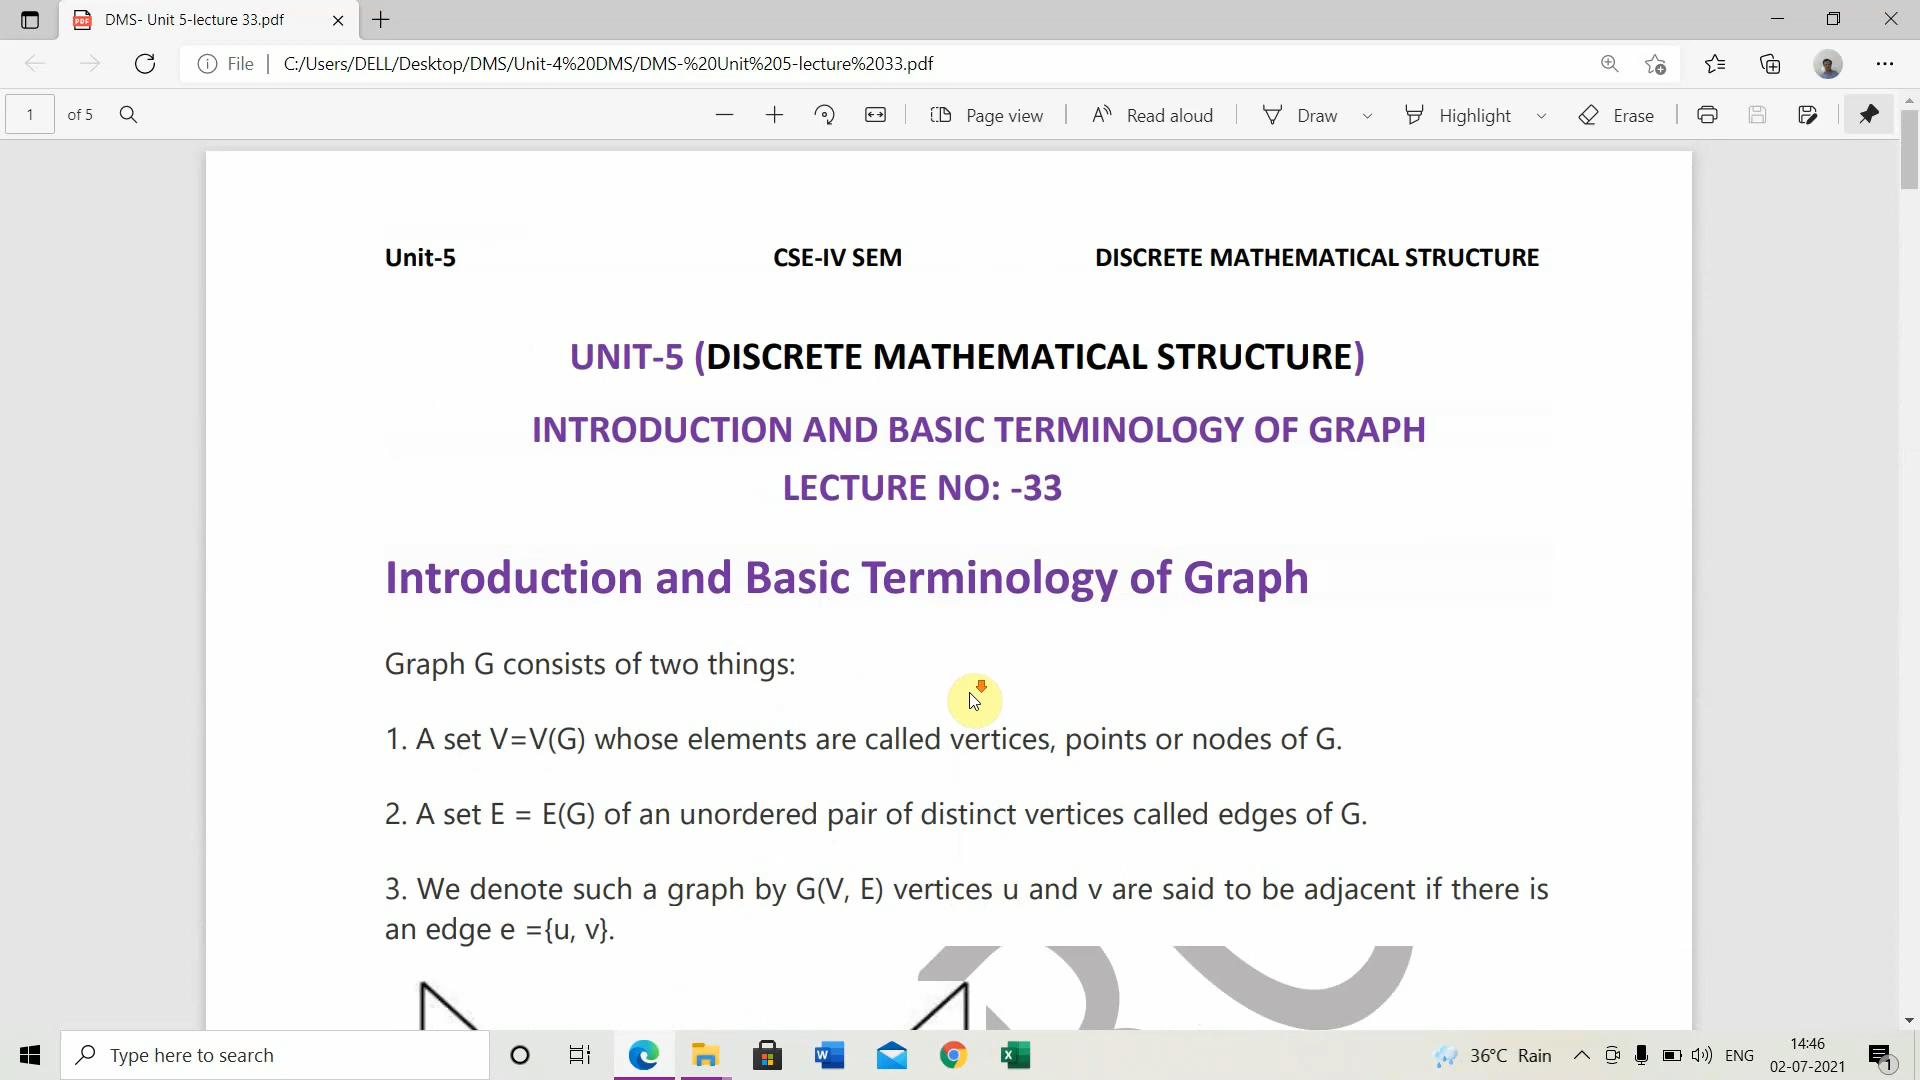 DMS- Unit 5-lecture 33.pdf
File
C:/Users/DELL/Desktop/DMS/Unit-4%20DMS/DMS-%20Unit%205-lecture%2033.pdf
1 of 5
Page view
Read aloud
Draw
Highlight
Erase
Unit-5 CSE-IV SEM DISCRETE MATHEMATICAL STRUCTURE
UNIT-5 (DISCRETE MATHEMATICAL STRUCTURE)
INTRODUCTION AND BASIC TERMINOLOGY OF GRAPH
LECTURE NO: -33
Introduction and Basic Terminology of Graph
Graph G consists of two things:
1. A set V=V(G) whose elements are called vertices, points or nodes of G.
2. A set E = E(G) of an unordered pair of distinct vertices called edges of G.
3. We denote such a graph by G(V, E) vertices u and v are said to be adjacent if there is
an edge e ={u, v}.
Type here to search
36°C Rain
ENG
14:46
02-07-2021
1